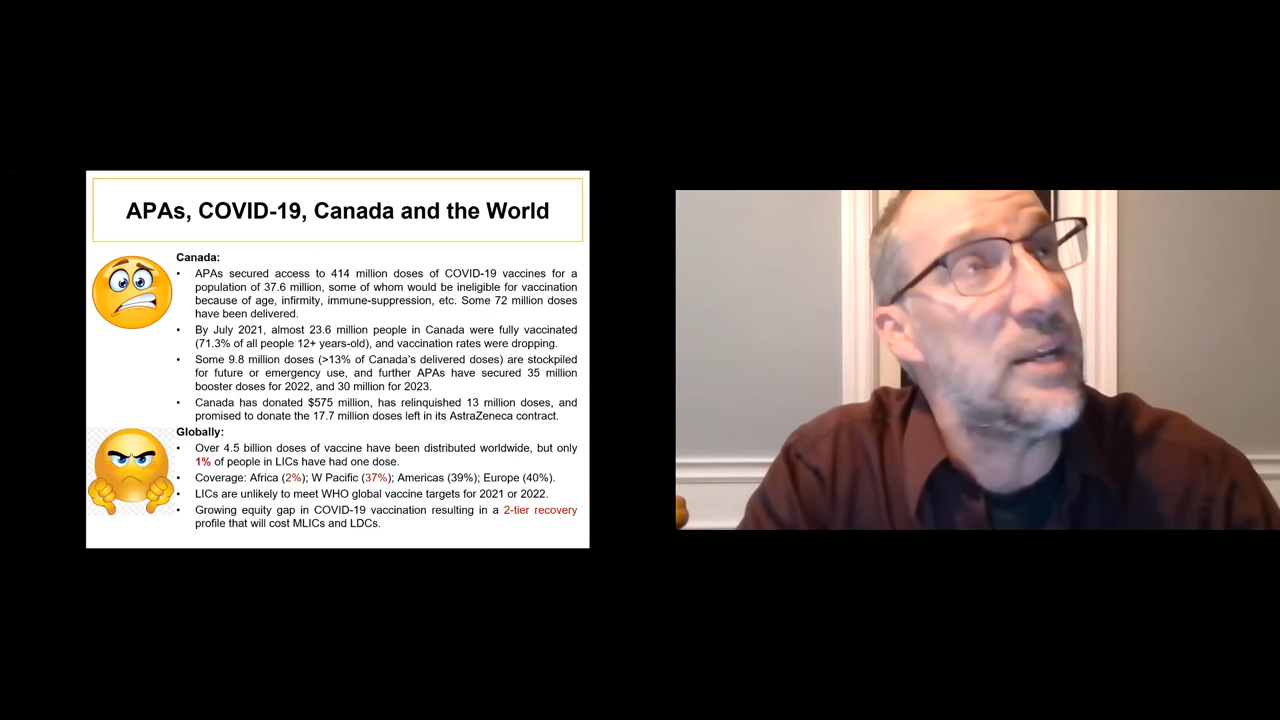 APAs, COVID-19, Canada and the World
Canada:
• APAs secured access to 414 million doses of COVID-19 vaccines for a
population of 37.6 million, some of whom would be ineligible for vaccination
because of age, infirmity, immune-suppression, etc. Some 72 million doses
have been delivered.
• By July 2021, almost 23.6 million people in Canada were fully vaccinated
(71.3% of all people 12+ years-old), and vaccination rates were dropping.
• Some 9.8 million doses (>13% of Canada's delivered doses) are stockpiled
for future or emergency use, and further APAs have secured 35 million
booster doses for 2022, and 30 million for 2023.
• Canada has donated $575 million, has relinquished 13 million doses, and
promised to donate the 17.7 million doses left in its AstraZeneca contract.
Globally:
• Over 4.5 billion doses of vaccine have been distributed worldwide, but only
1% of people in LICs have had one dose.
• Coverage: Africa (2%); W Pacific (37%); Americas (39%); Europe (40%).
• LICs are unlikely to meet WHO global vaccine targets for 2021 or 2022.
• Growing equity gap in COVID-19 vaccination resulting in a 2-tier recovery
profile that will cost MLICs and LDCs.